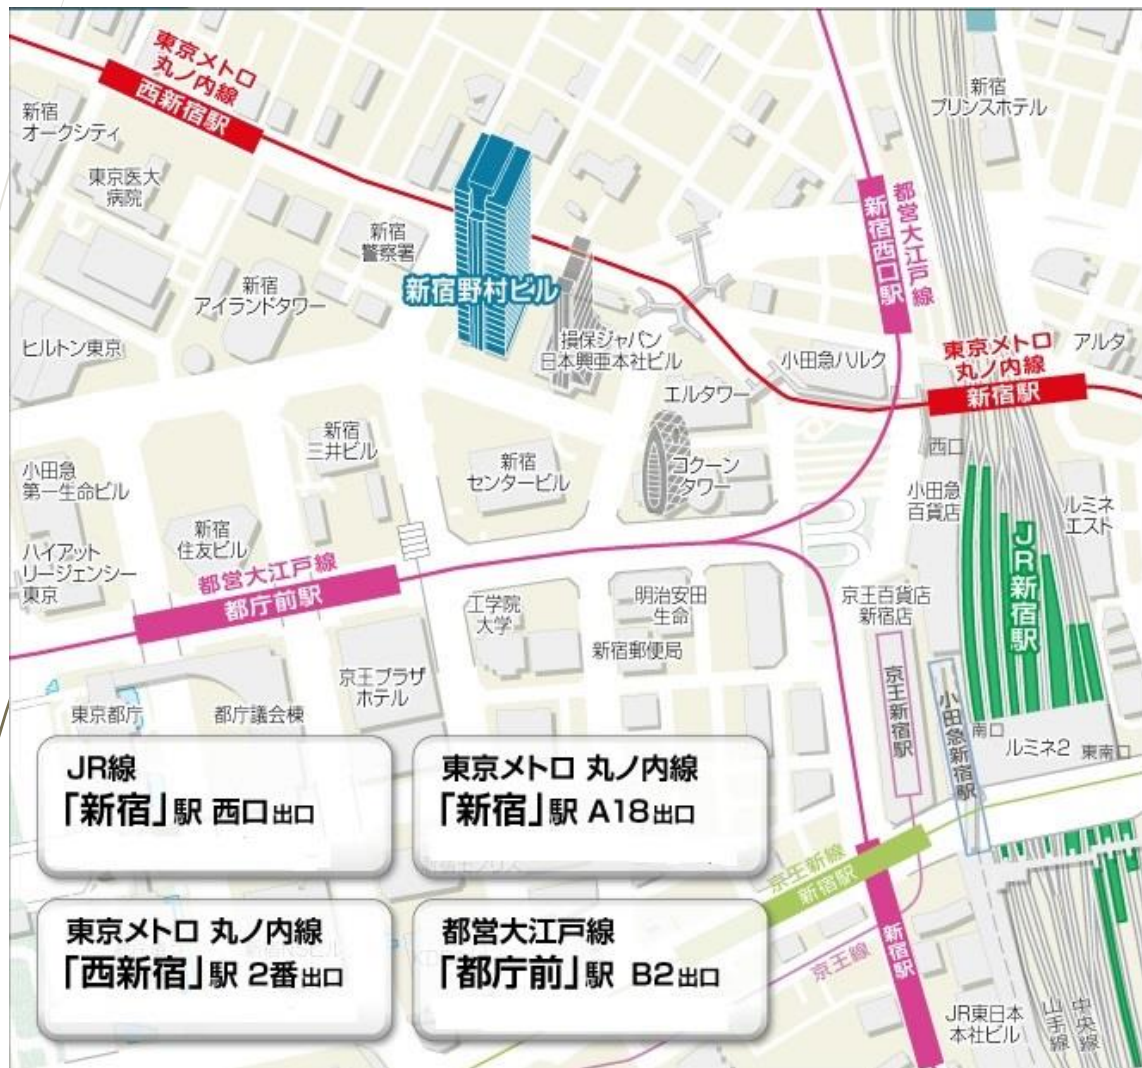 東京メトロ
丸ノ内線
西新宿駅
新宿
オークシティ
東京医大
病院
新宿
警察署
新宿
アイランドタワー
ヒルトン東京
新宿野村ビル
損保ジャパン
日本興亜本社ビル
新宿
プリンスホテル
都営大江戸線
新宿西口駅
小田急ハルク
東京メトロ
丸ノ内線
新宿駅
アルタ
エルタワー
コクーン
タワー
新宿
三井ビル
新宿
センタービル
小田急
第一生命ビル
新宿
住友ビル
ハイアット
リージェンシー
東京
西口
小田急
百貨店
ルミネ
エスト
JR新宿駅
都営大江戸線
都庁前駅
工学院
大学
明治安田
生命
新宿郵便局
京王百貨店
新宿店
京王新宿駅
小田急新宿駅
京王プラザ
ホテル
東京都庁
都庁議会棟
南口
ルミネ2
東南口
JR線
「新宿」駅 西口出口
東京メトロ 丸ノ内線
「新宿」駅 A18出口
東京メトロ 丸ノ内線
「西新宿」駅 2番出口
都営大江戸線
「都庁前」駅 B2出口
京王新線
新宿駅
京王線
新宿駅
JR東日本
本社ビル
山手線
中央線